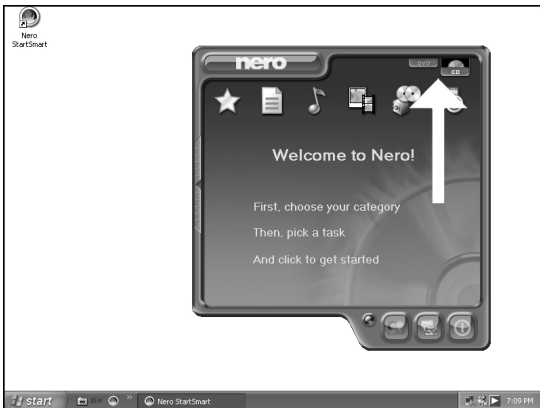 Nero
StartSmart
nero
DVD
CD
Welcome to Nero!
First, choose your category
Then, pick a task
And click to get started
start
Nero StartSmart
7:09 PM